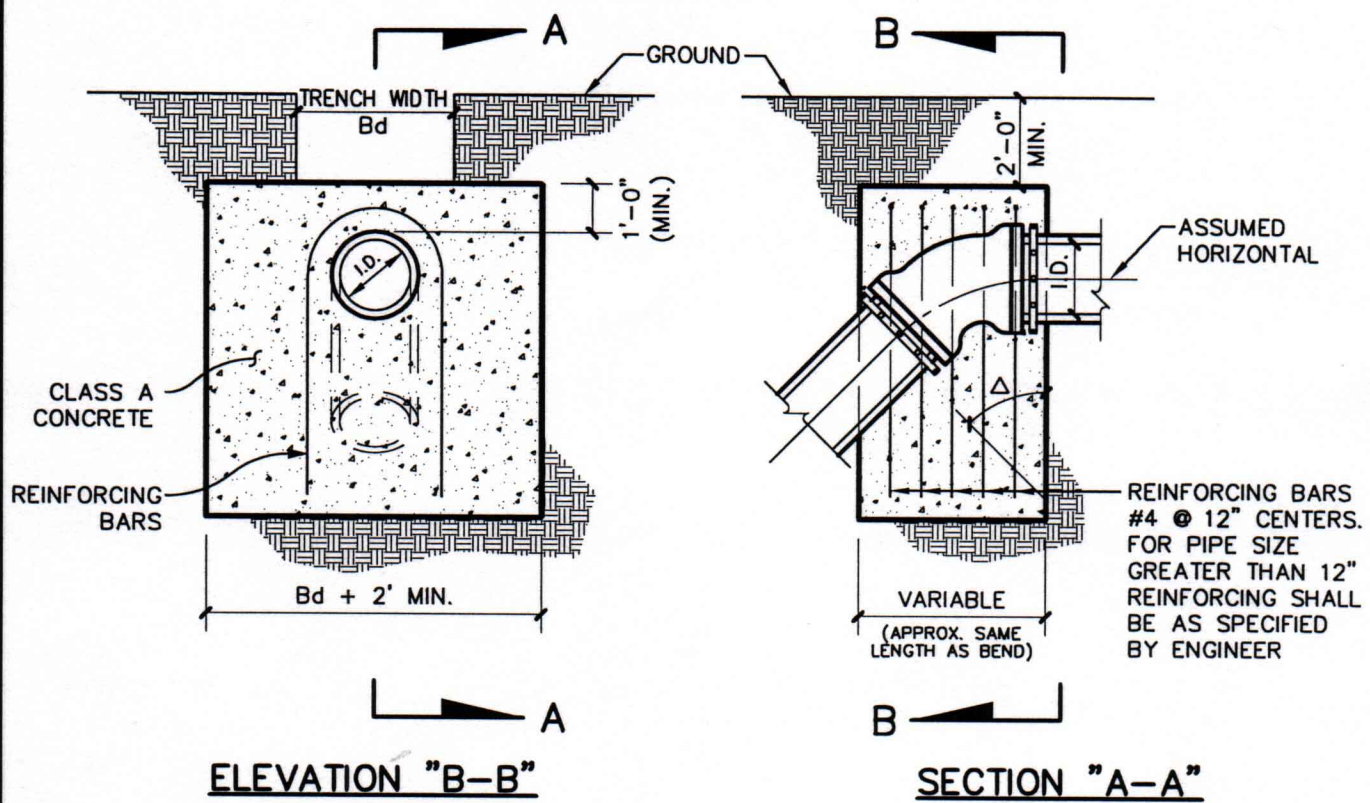 A
B
GROUND
TRENCH WIDTH
Bd
2'-0"
MIN.
1'-0"
(MIN.)
I.D.
ASSUMED
HORIZONTAL
I.D.
CLASS A
CONCRETE
Δ
REINFORCING
BARS
REINFORCING BARS
#4 @ 12" CENTERS.
FOR PIPE SIZE
GREATER THAN 12"
REINFORCING SHALL
BE AS SPECIFIED
BY ENGINEER
Bd + 2' MIN.
VARIABLE
(APPROX. SAME
LENGTH AS BEND)
A
B
ELEVATION "B-B"
SECTION "A-A"